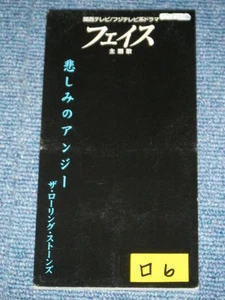 関西テレビ/フジテレビ系ドラマ
フェイス
主題歌
悲しみのアンジー
ザ・ローリング・ストーンズ
ロ6